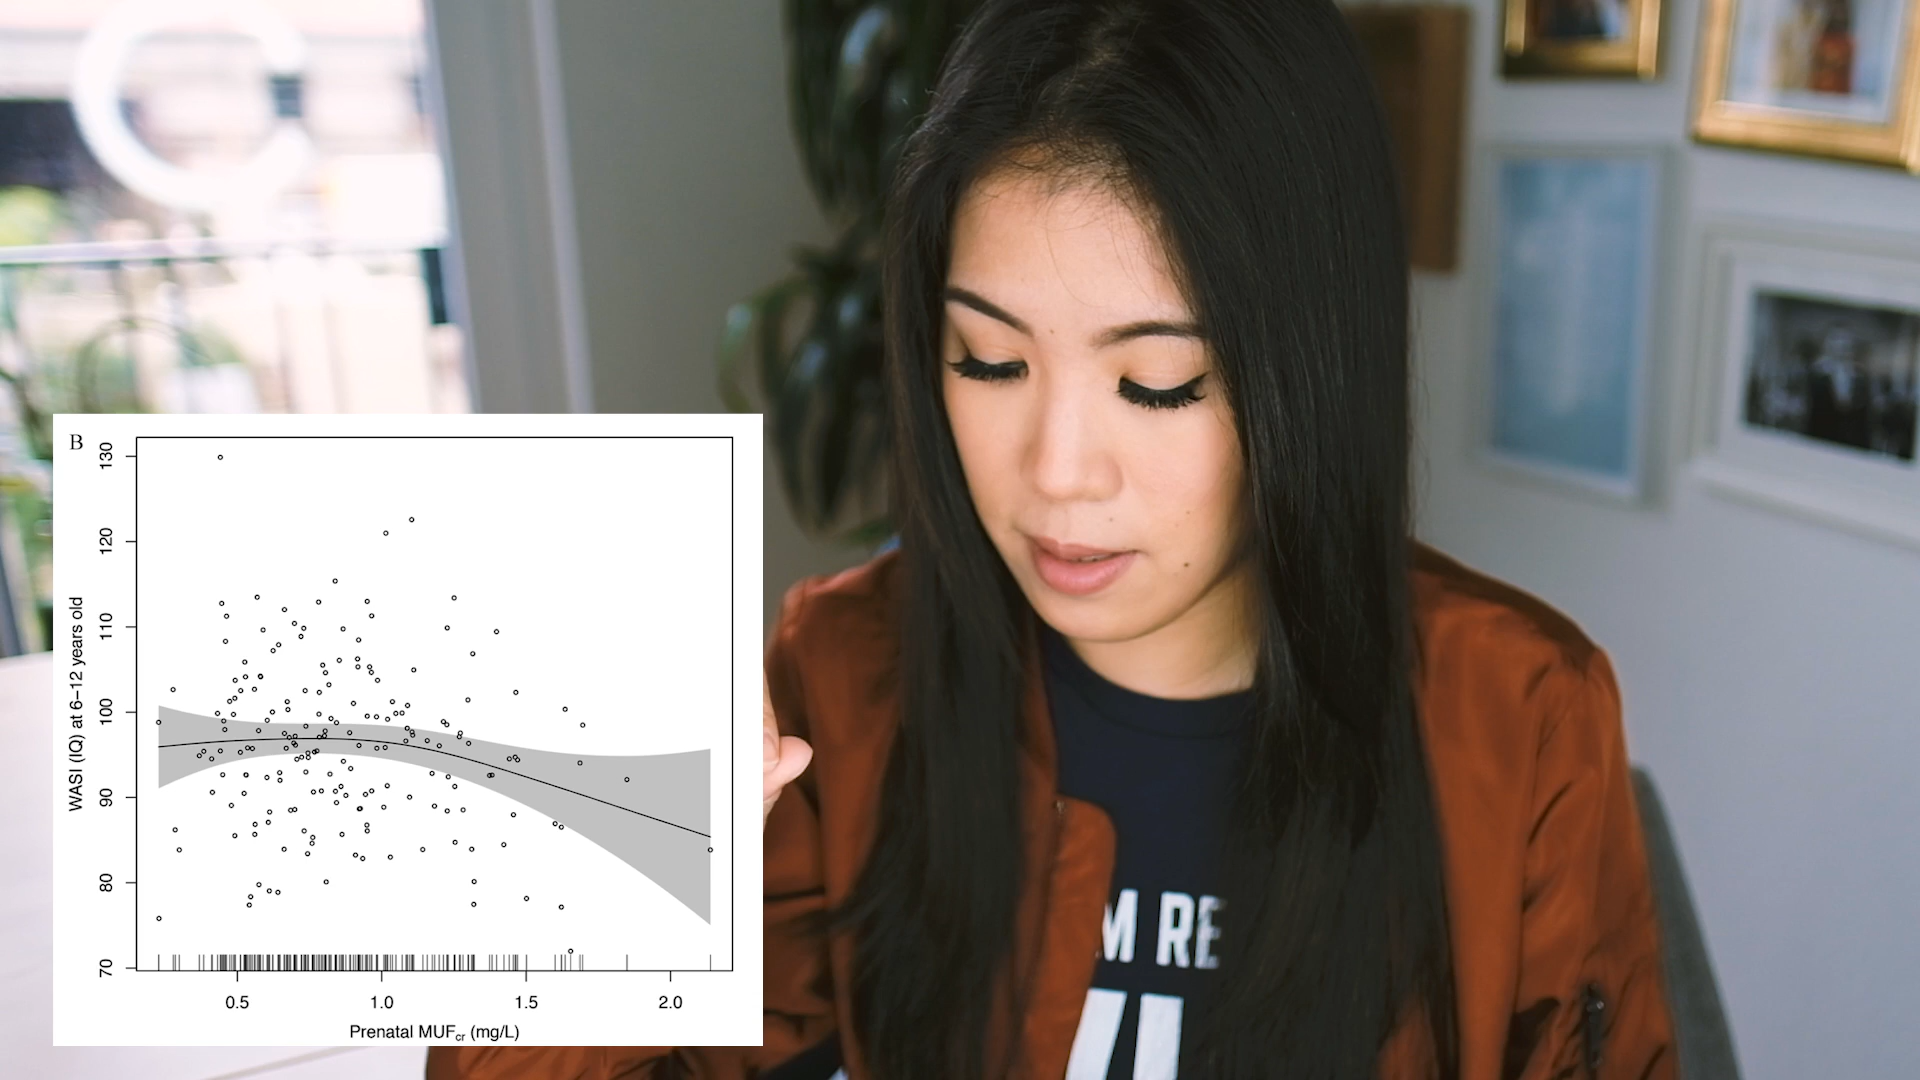 B
130
120
110
100
90
80
70
WASI (IQ) at 6–12 years old
0.5 1.0 1.5 2.0
Prenatal MUFcr (mg/L)
M RE